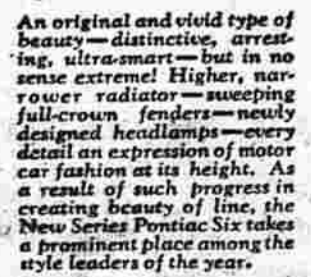 An original and vivid type of
beauty—distinctive, arrest-
ing, ultra-smart—but in no
sense extreme! Higher, nar-
rower radiator—sweeping
full-crown fenders—newly
designed headlamps—every
detail an expression of motor
car fashion at its height. As
a result of such progress in
creating beauty of line, the
New Series Pontiac Six takes
a prominent place among the
style leaders of the year.